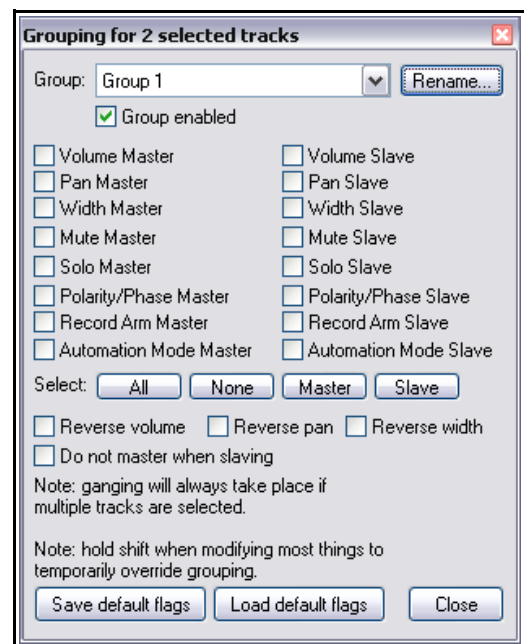 Grouping for 2 selected tracks
Group: Group 1 Rename...
Group enabled
Volume Master Volume Slave
Pan Master Pan Slave
Width Master Width Slave
Mute Master Mute Slave
Solo Master Solo Slave
Polarity/Phase Master Polarity/Phase Slave
Record Arm Master Record Arm Slave
Automation Mode Master Automation Mode Slave
Select: All None Master Slave
Reverse volume Reverse pan Reverse width
Do not master when slaving
Note: ganging will always take place if
multiple tracks are selected.
Note: hold shift when modifying most things to
temporarily override grouping.
Save default flags Load default flags Close